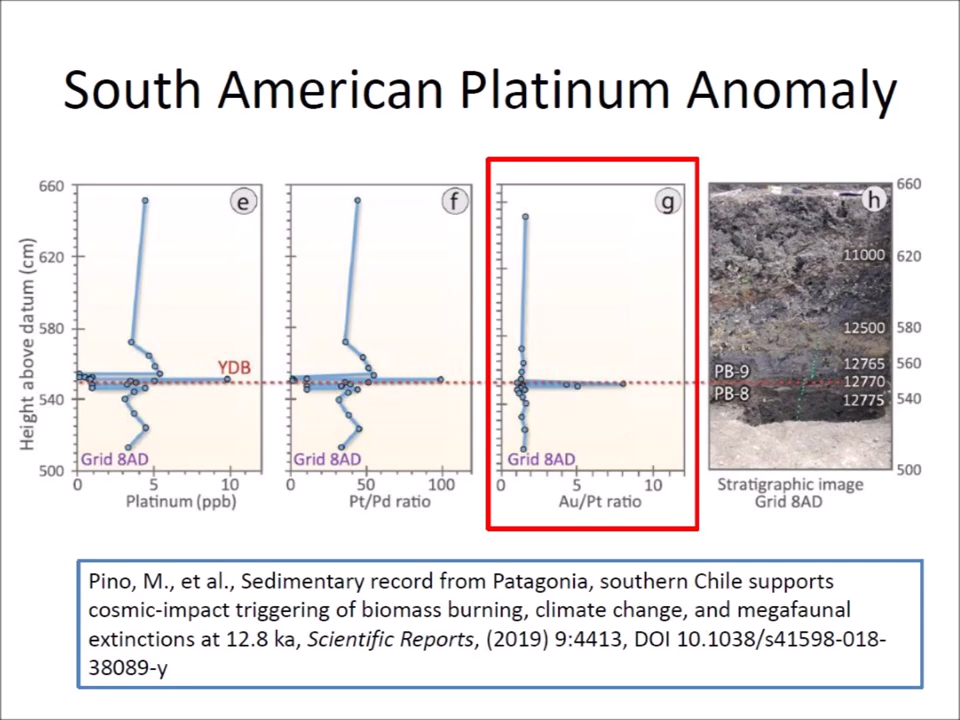 South American Platinum Anomaly
Height above datum (cm)
660
620
580
540
500
e
YDB
Grid 8AD
0
5
10
Platinum (ppb)
f
Grid 8AD
0
50
100
Pt/Pd ratio
g
Grid 8AD
0
5
10
Au/Pt ratio
h
11000
12500
12765
PB-9
12770
PB-8
12775
660
620
580
560
540
500
Stratigraphic image
Grid 8AD
Pino, M., et al., Sedimentary record from Patagonia, southern Chile supports
cosmic-impact triggering of biomass burning, climate change, and megafaunal
extinctions at 12.8 ka, Scientific Reports, (2019) 9:4413, DOI 10.1038/s41598-018-
38089-y